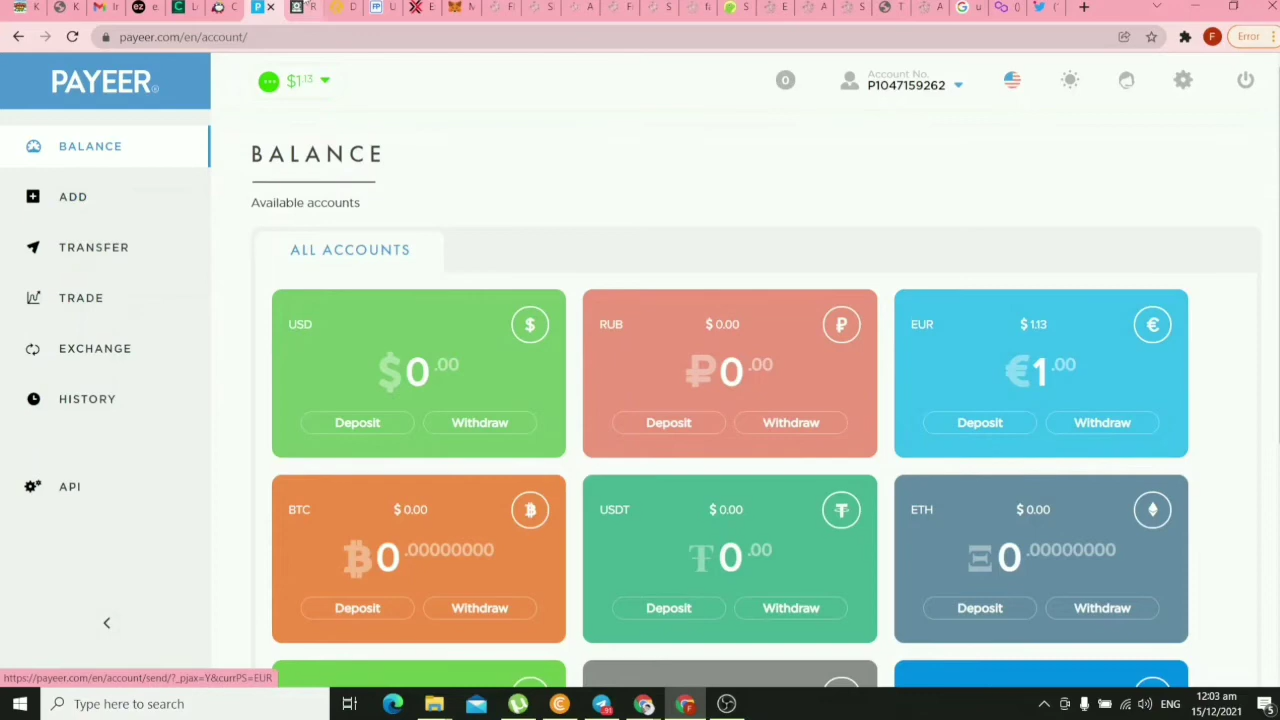 payeer.com/en/account/
Error
PAYEER
$1.13
0
Account No.
P1047159262
BALANCE
ADD
TRANSFER
TRADE
EXCHANGE
HISTORY
API
BALANCE
Available accounts
ALL ACCOUNTS
USD
$
$0.00
Deposit
Withdraw
RUB
$ 0.00
₽
₽0.00
Deposit
Withdraw
EUR
$ 1.13
€
€1.00
Deposit
Withdraw
BTC
$ 0.00
₿0.00000000
Deposit
Withdraw
USDT
$ 0.00
₮0.00
Deposit
Withdraw
ETH
$ 0.00
Ξ0.00000000
Deposit
Withdraw
https://payeer.com/en/account/send/?_pjax=Y&currPS=EUR
Type here to search
ENG
12:03 am
15/12/2021